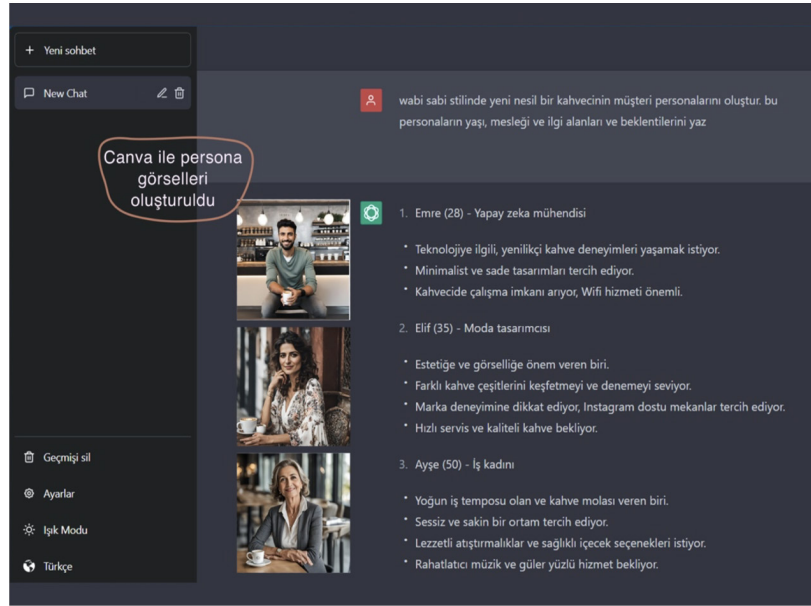 + Yeni sohbet
New Chat
Canva ile persona
görselleri
oluşturuldu
Geçmişi sil
Ayarlar
Işık Modu
Türkçe
wabi sabi stilinde yeni nesil bir kahvecinin müşteri personalarını oluştur. bu
personaların yaşı, mesleği ve ilgi alanları ve beklentilerini yaz
1. Emre (28) - Yapay zeka mühendisi
• Teknolojiye ilgili, yenilikçi kahve deneyimleri yaşamak istiyor.
• Minimalist ve sade tasarımları tercih ediyor.
• Kahvecide çalışma imkanı arıyor, Wifi hizmeti önemli.
2. Elif (35) - Moda tasarımcısı
• Estetiğe ve görselliğe önem veren biri.
• Farklı kahve çeşitlerini keşfetmeyi ve denemeyi seviyor.
• Marka deneyimine dikkat ediyor, Instagram dostu mekanlar tercih ediyor.
• Hızlı servis ve kaliteli kahve bekliyor.
3. Ayşe (50) - İş kadını
• Yoğun iş temposu olan ve kahve molası veren biri.
• Sessiz ve sakin bir ortam tercih ediyor.
• Lezzetli atıştırmalıklar ve sağlıklı içecek seçenekleri istiyor.
• Rahatlatıcı müzik ve güler yüzlü hizmet bekliyor.